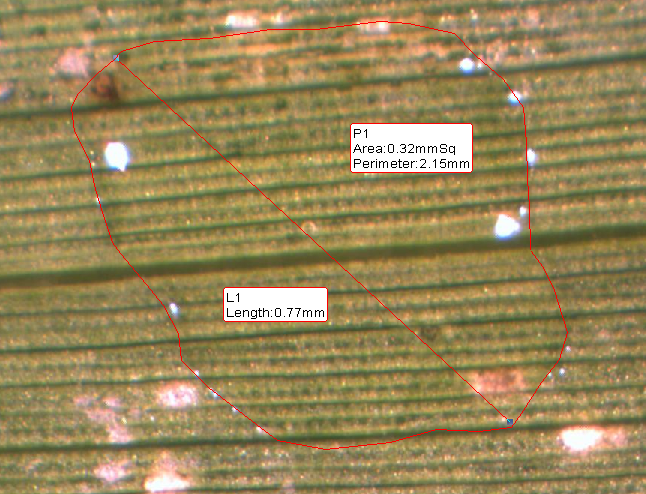 P1
Area:0.32mmSq
Perimeter:2.15mm
L1
Length:0.77mm